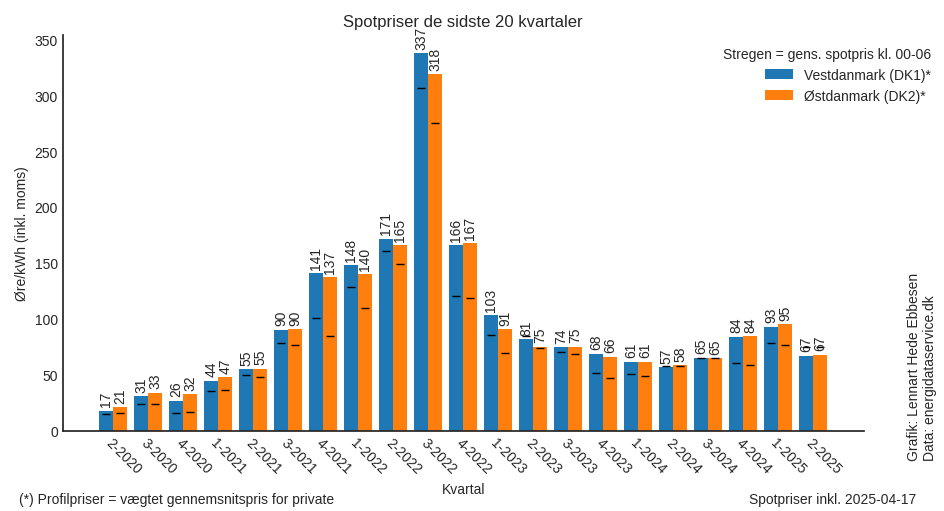 Spotpriser de sidste 20 kvartaler
Stregen = gens. spotpris kl. 00-06
Vestdanmark (DK1)*
Østdanmark (DK2)*
Øre/kWh (inkl. moms)
350
300
250
200
150
100
50
0
17 21 31 33 26 32 44 47 55 55 90 90 141 137 148 140 171 165 337 318 166 167 103 91 81 75 74 75 68 66 61 61 57 58 65 65 84 84 93 95 67 67
2-2020 3-2020 4-2020 1-2021 2-2021 3-2021 4-2021 1-2022 2-2022 3-2022 4-2022 1-2023 2-2023 3-2023 4-2023 1-2024 2-2024 3-2024 4-2024 1-2025 2-2025
Kvartal
Grafik: Lennart Hede Ebbesen
Data: energidataservice.dk
(*) Profilpriser = vægtet gennemsnitspris for private
Spotpriser inkl. 2025-04-17